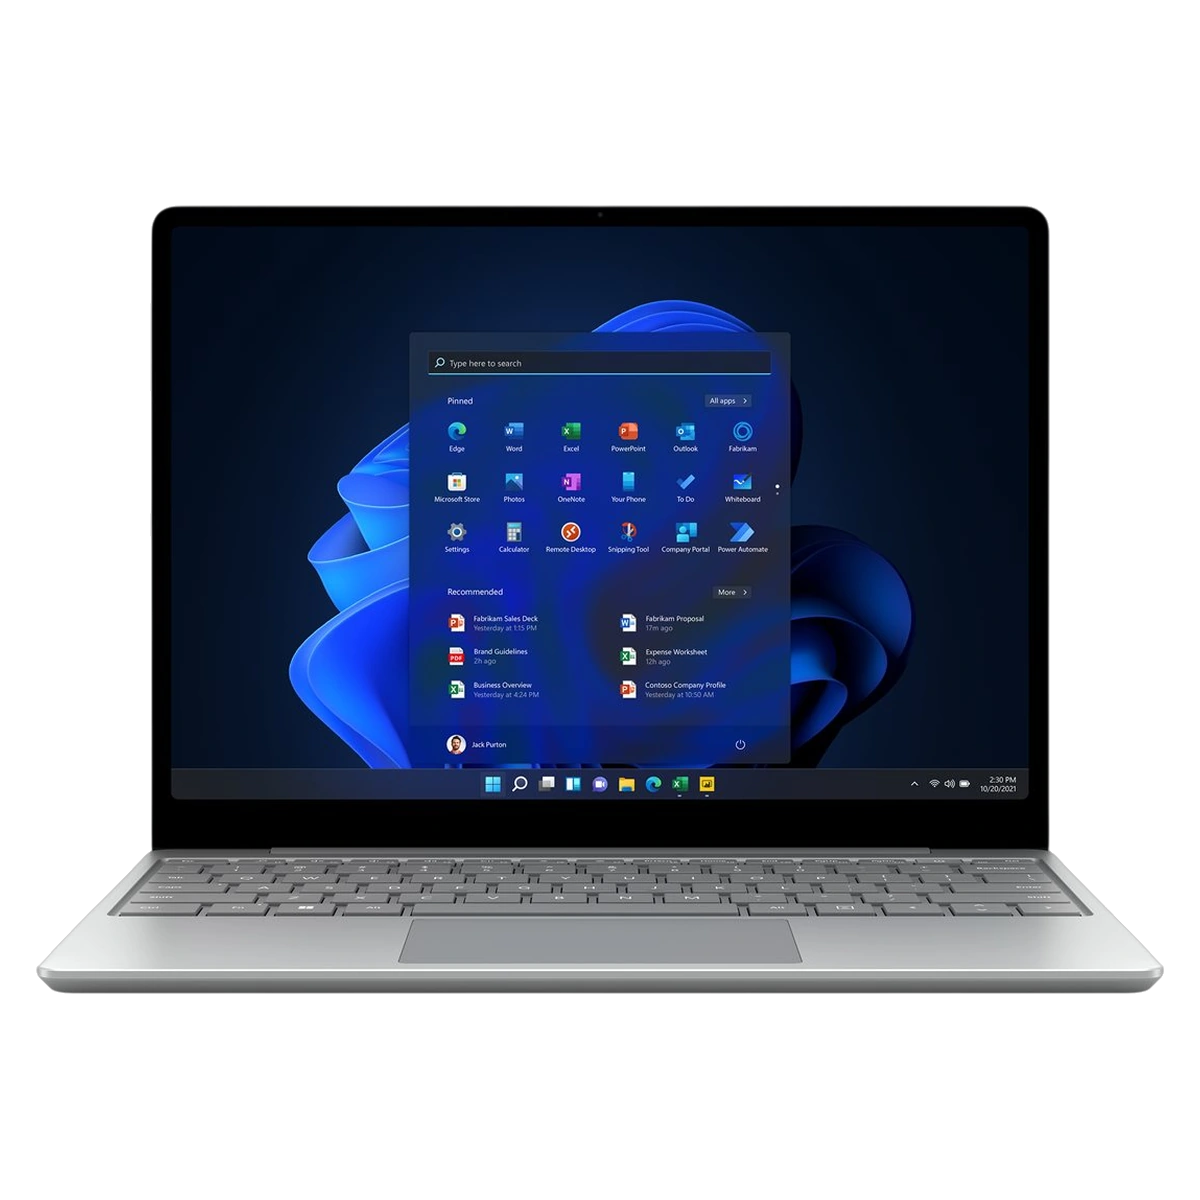 Type here to search
Pinned
All apps >
Edge Word Excel PowerPoint Outlook Fabrikam
Microsoft Store Photos OneNote Your Phone To Do Whiteboard
Settings Calculator Remote Desktop Snipping Tool Company Portal Power Automate
Recommended
More >
Fabrikam Sales Deck
Yesterday at 1:15 PM
Fabrikam Proposal
17m ago
Brand Guidelines
2h ago
Expense Worksheet
12h ago
Business Overview
Yesterday at 4:24 PM
Contoso Company Profile
Yesterday at 10:50 AM
Jack Purton
2:30 PM
10/20/2021
Q W E R T Y U I O P
A S D F G H J K L
Z X C V B N M